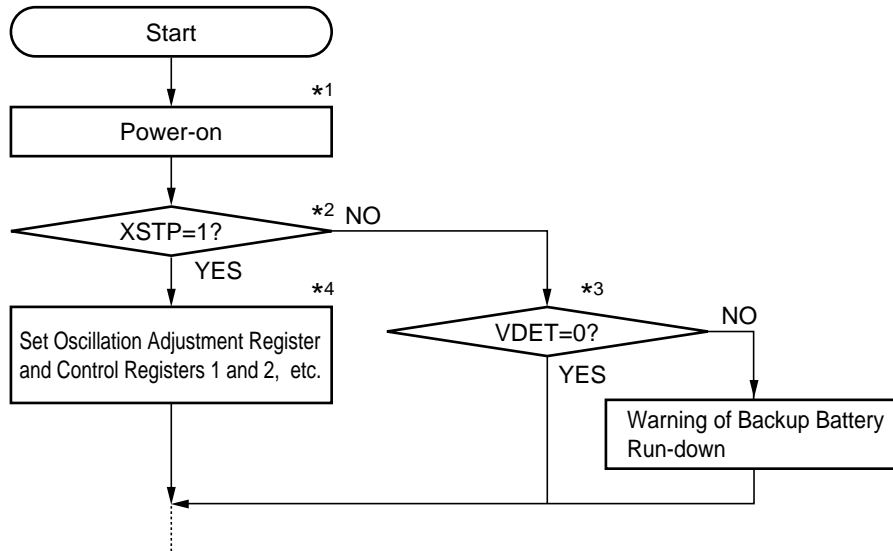 Start
*1
Power-on
*2
NO
XSTP=1?
YES
*4
*3
Set Oscillation Adjustment Register
and Control Registers 1 and 2, etc.
VDET=0?
NO
YES
Warning of Backup Battery
Run-down